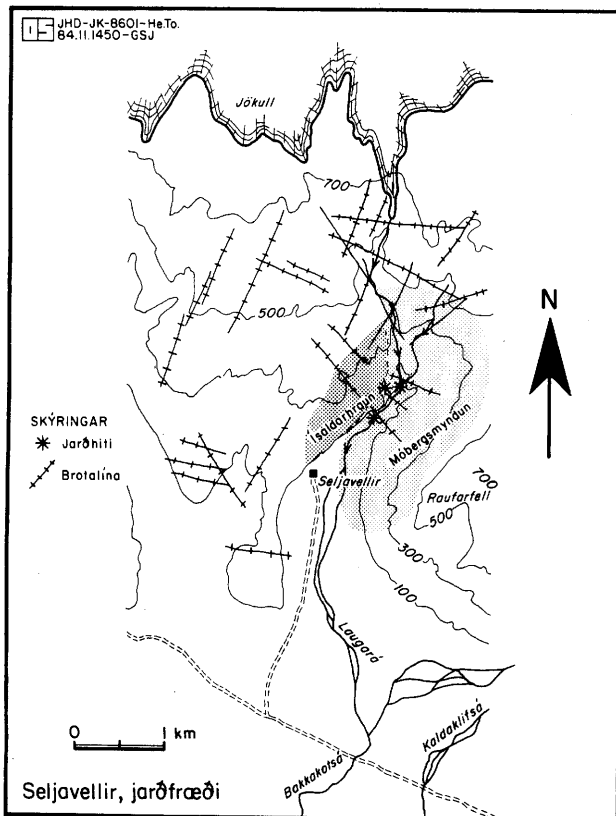 OS JHD-JK-8601-He.To.
84.11.1450-GSJ
Jökull
700
500
N
SKÝRINGAR
Jarðhiti
Brotalína
Ísaldarhraun
Móbergsmyndun
Seljavellir
Raufarfell
700
500
300
100
Laugará
Kaldaklifsá
Bakkakotsá
0 1 km
Seljavellir, jarðfræði